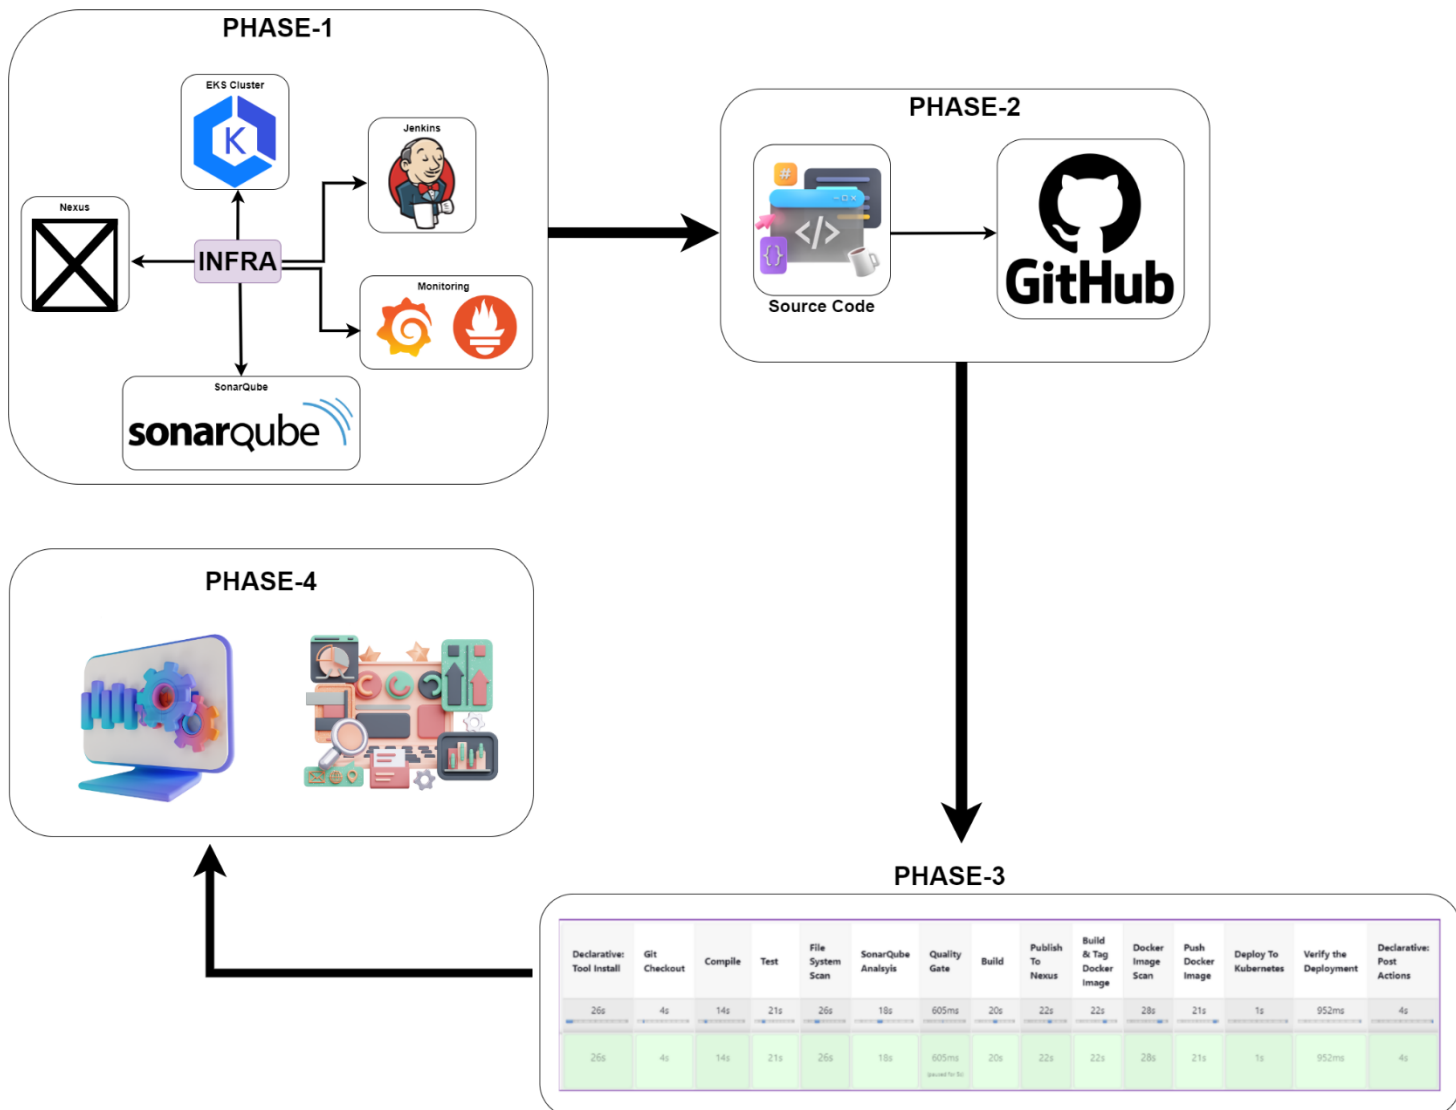 PHASE-1
EKS Cluster
K
Jenkins
Nexus
INFRA
Monitoring
SonarQube
sonarqube
PHASE-2
#
</>
{}
Source Code
GitHub
PHASE-4
PHASE-3
Declarative:
Tool Install
Git
Checkout
Compile
Test
File
System
Scan
SonarQube
Analsyis
Quality
Gate
Build
Publish
To
Nexus
Build
& Tag
Docker
Image
Docker
Image
Scan
Push
Docker
Image
Deploy To
Kubernetes
Verify the
Deployment
Declarative:
Post
Actions
26s 4s 14s 21s 26s 18s 605ms 20s 22s 22s 28s 21s 1s 952ms 4s
26s 4s 14s 21s 26s 18s 605ms 20s 22s 22s 28s 21s 1s 952ms 4s